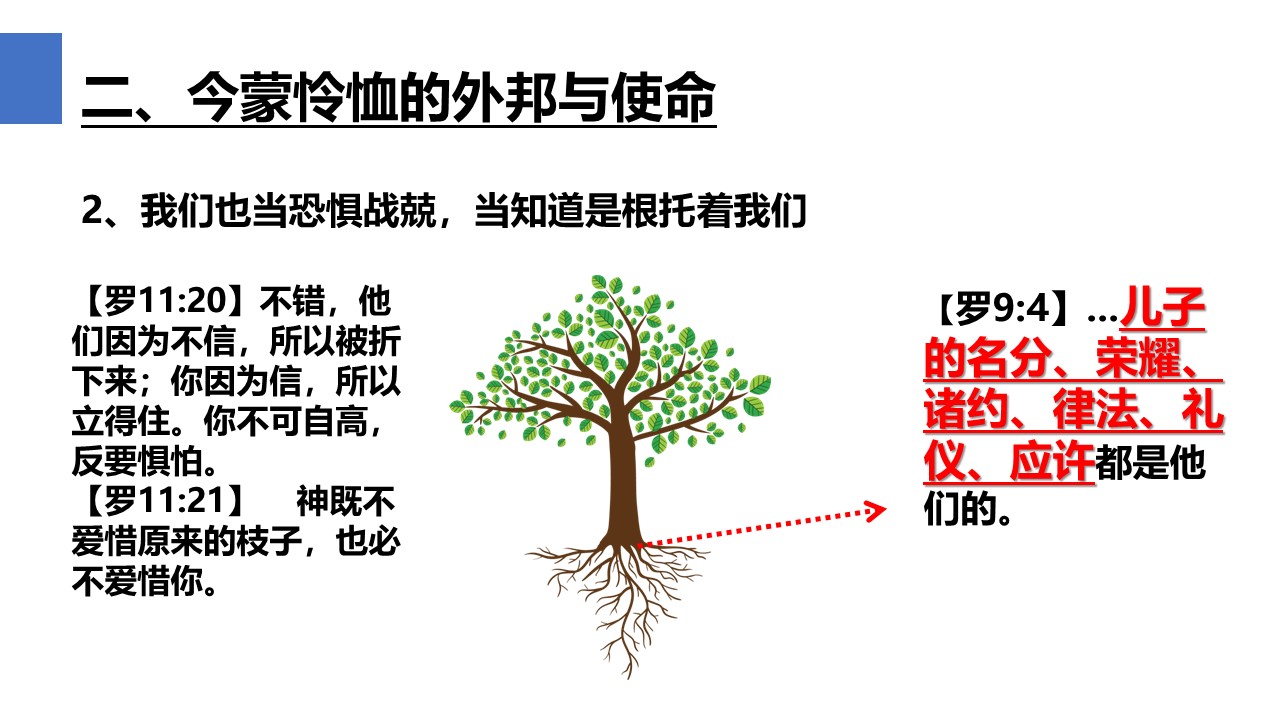 二、今蒙怜恤的外邦与使命
2、我们也当恐惧战兢，当知道是根托着我们
【罗11:20】不错，他
们因为不信，所以被折
下来；你因为信，所以
立得住。你不可自高，
反要惧怕。
【罗11:21】 神既不
爱惜原来的枝子，也必
不爱惜你。
【罗9:4】…儿子
的名分、荣耀、
诸约、律法、礼
仪、应许都是他
们的。